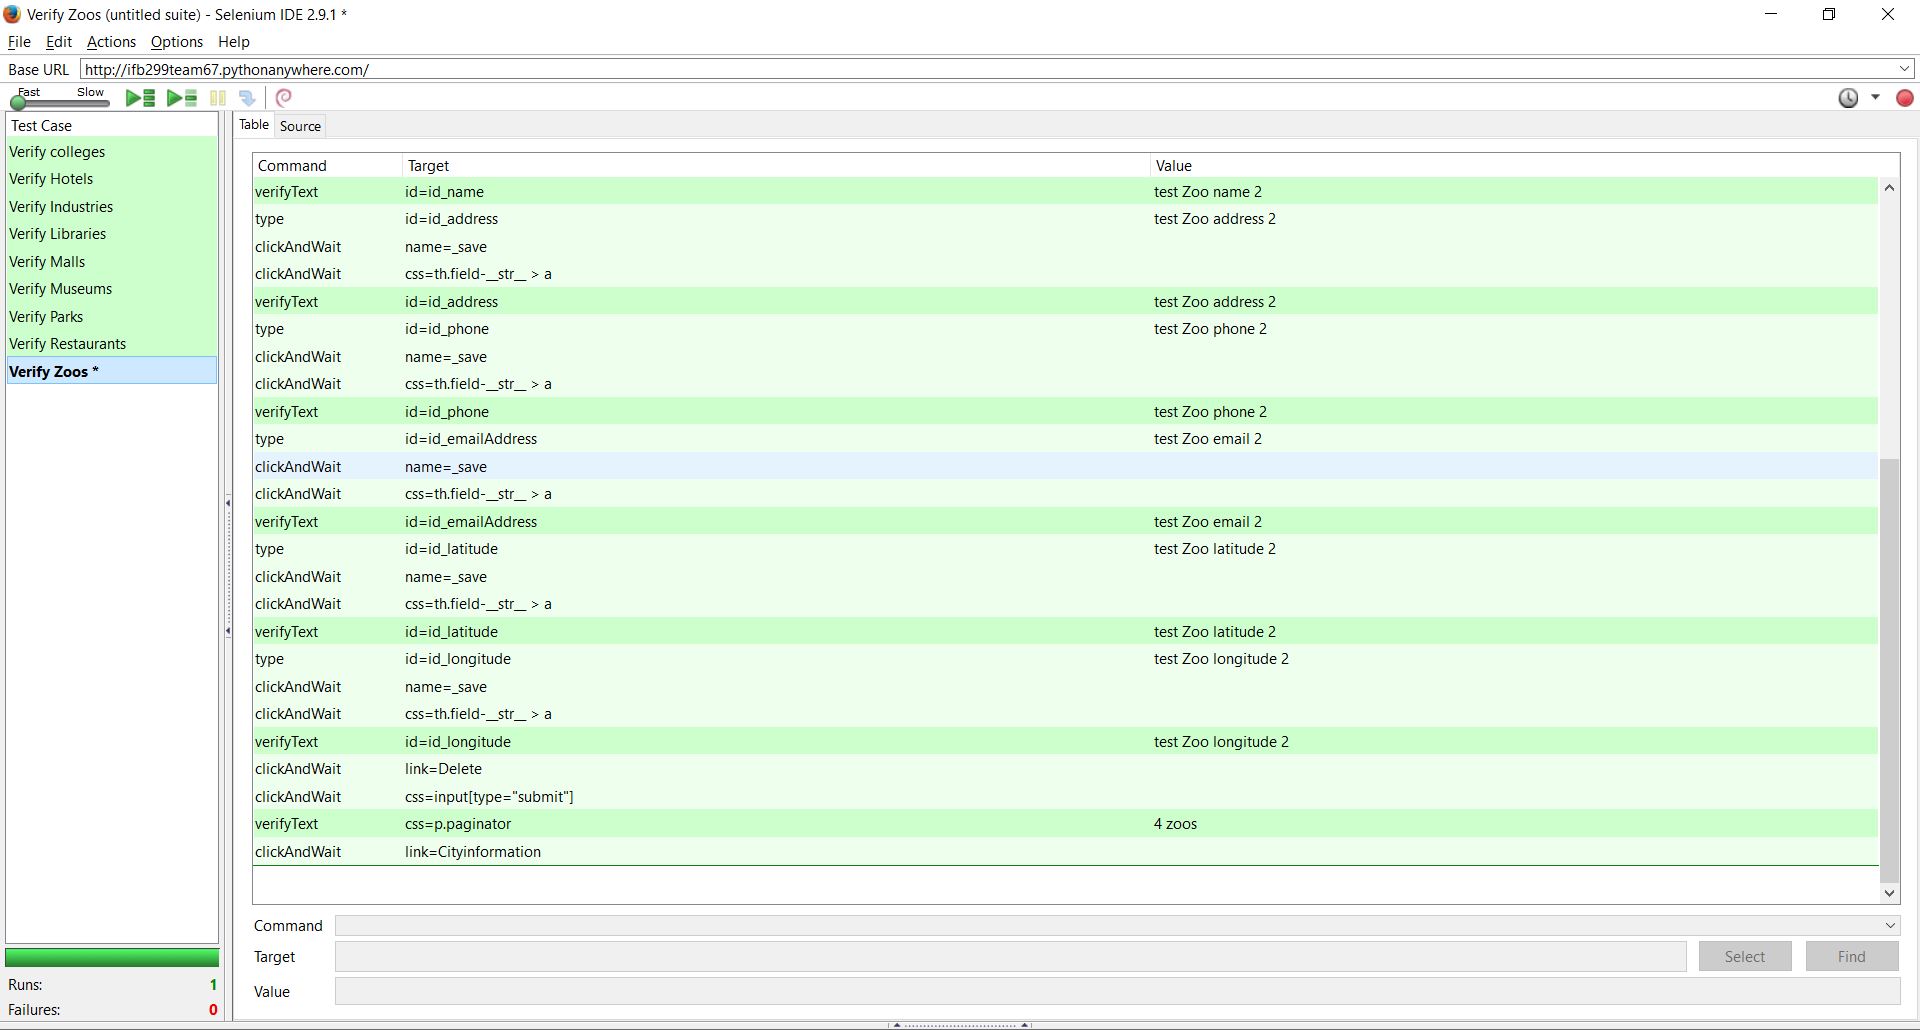 Verify Zoos (untitled suite) - Selenium IDE 2.9.1 *
File Edit Actions Options Help
Base URL http://ifb299team67.pythonanywhere.com/
Fast Slow
Test Case
Verify colleges
Verify Hotels
Verify Industries
Verify Libraries
Verify Malls
Verify Museums
Verify Parks
Verify Restaurants
Verify Zoos *
Runs: 1
Failures: 0
Table Source
Command Target Value
verifyText id=id_name test Zoo name 2
type id=id_address test Zoo address 2
clickAndWait name=_save
clickAndWait css=th.field-__str__ > a
verifyText id=id_address test Zoo address 2
type id=id_phone test Zoo phone 2
clickAndWait name=_save
clickAndWait css=th.field-__str__ > a
verifyText id=id_phone test Zoo phone 2
type id=id_emailAddress test Zoo email 2
clickAndWait name=_save
clickAndWait css=th.field-__str__ > a
verifyText id=id_emailAddress test Zoo email 2
type id=id_latitude test Zoo latitude 2
clickAndWait name=_save
clickAndWait css=th.field-__str__ > a
verifyText id=id_latitude test Zoo latitude 2
type id=id_longitude test Zoo longitude 2
clickAndWait name=_save
clickAndWait css=th.field-__str__ > a
verifyText id=id_longitude test Zoo longitude 2
clickAndWait link=Delete
clickAndWait css=input[type="submit"]
verifyText css=p.paginator 4 zoos
clickAndWait link=Cityinformation
Command
Target Select Find
Value